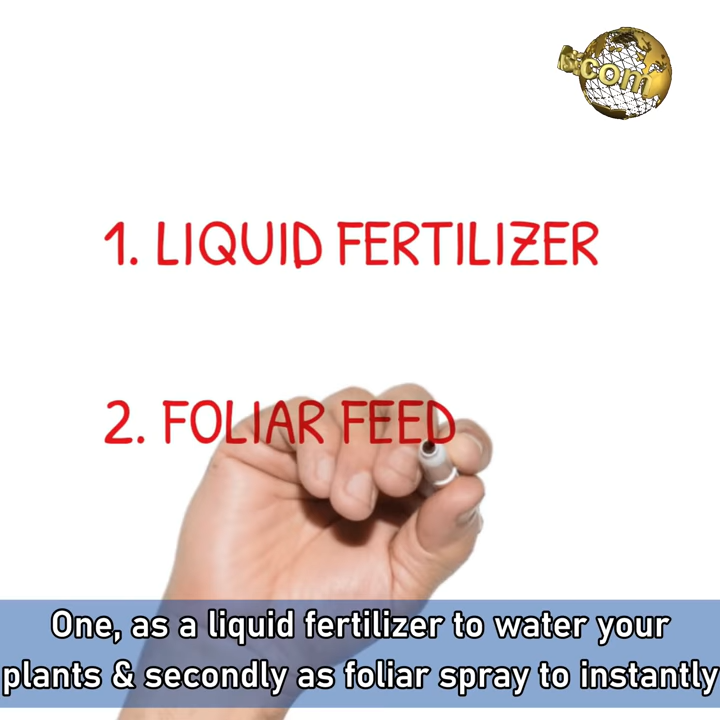 .com
1. LIQUID FERTILIZER
2. FOLIAR FEED
One, as a liquid fertilizer to water your
plants & secondly as foliar spray to instantly